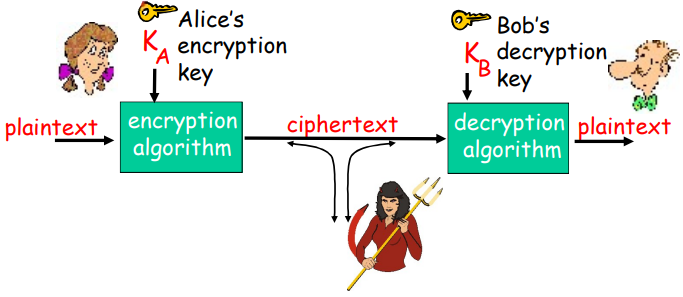 K_A
Alice's
encryption
key
K_B
Bob's
decryption
key
plaintext
encryption
algorithm
ciphertext
decryption
algorithm
plaintext